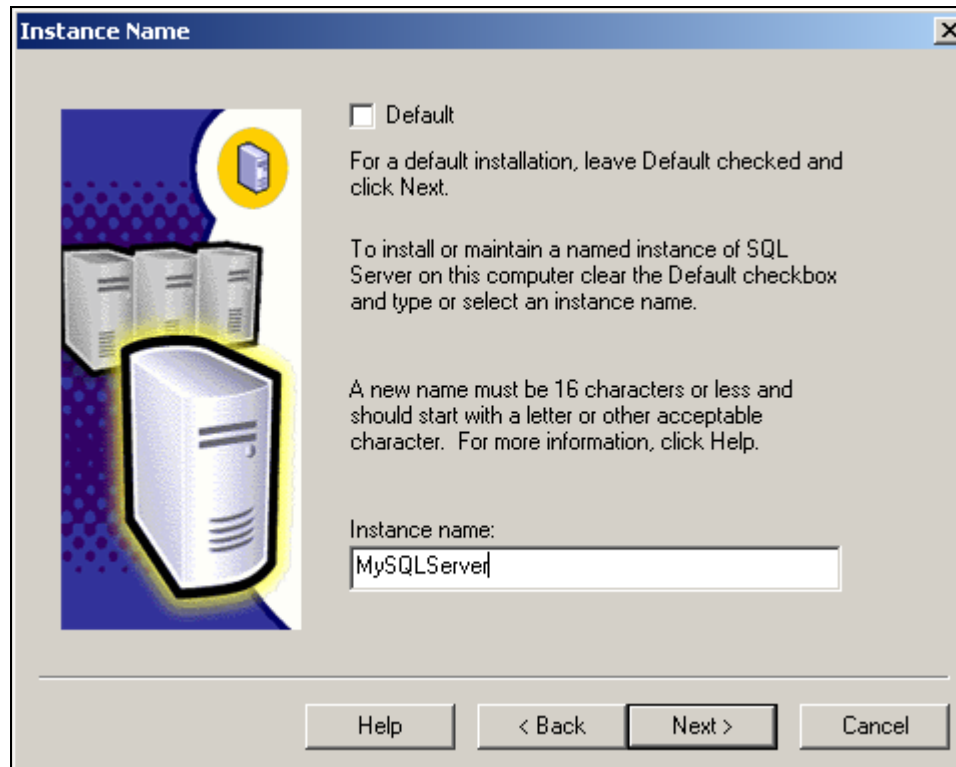 Instance Name
Default
For a default installation, leave Default checked and
click Next.
To install or maintain a named instance of SQL
Server on this computer clear the Default checkbox
and type or select an instance name.
A new name must be 16 characters or less and
should start with a letter or other acceptable
character.  For more information, click Help.
Instance name:
MySQLServer
Help
< Back
Next >
Cancel